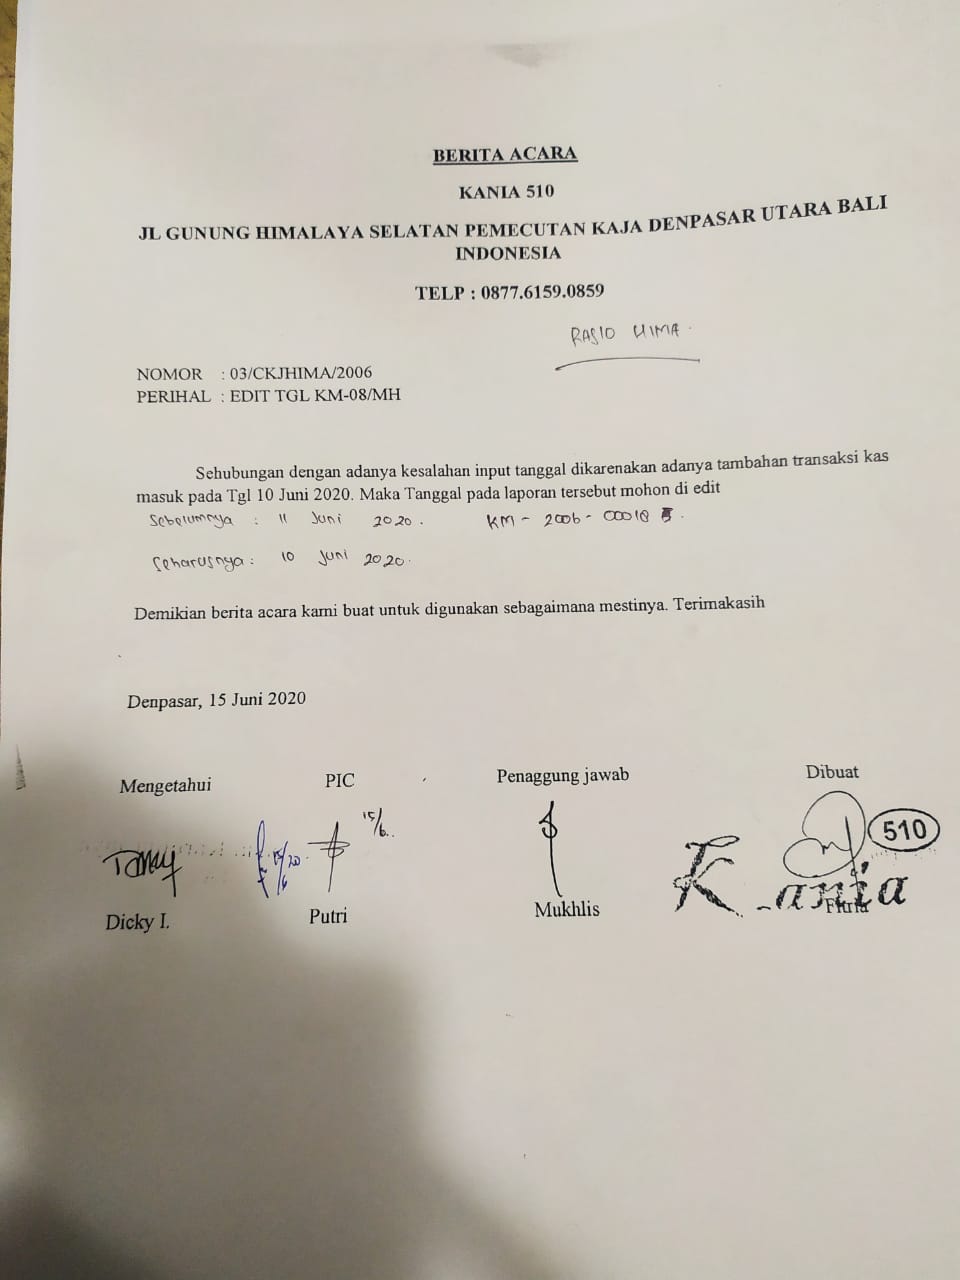 BERITA ACARA
KANIA 510
JL GUNUNG HIMALAYA SELATAN PEMECUTAN KAJA DENPASAR UTARA BALI
INDONESIA
TELP : 0877.6159.0859
RASIO HIMA
NOMOR : 03/CKJHIMA/2006
PERIHAL : EDIT TGL KM-08/MH
Sehubungan dengan adanya kesalahan input tanggal dikarenakan adanya tambahan transaksi kas
masuk pada Tgl 10 Juni 2020. Maka Tanggal pada laporan tersebut mohon di edit
Sebelumnya : 11 Juni 2020. KM - 2006 -
Seharusnya : 10 Juni 2020.
Demikian berita acara kami buat untuk digunakan sebagaimana mestinya. Terimakasih
Denpasar, 15 Juni 2020
Mengetahui PIC Penaggung jawab Dibuat
15/6 510
15/6 20
Kania
Dicky I. Putri Mukhlis Fitria